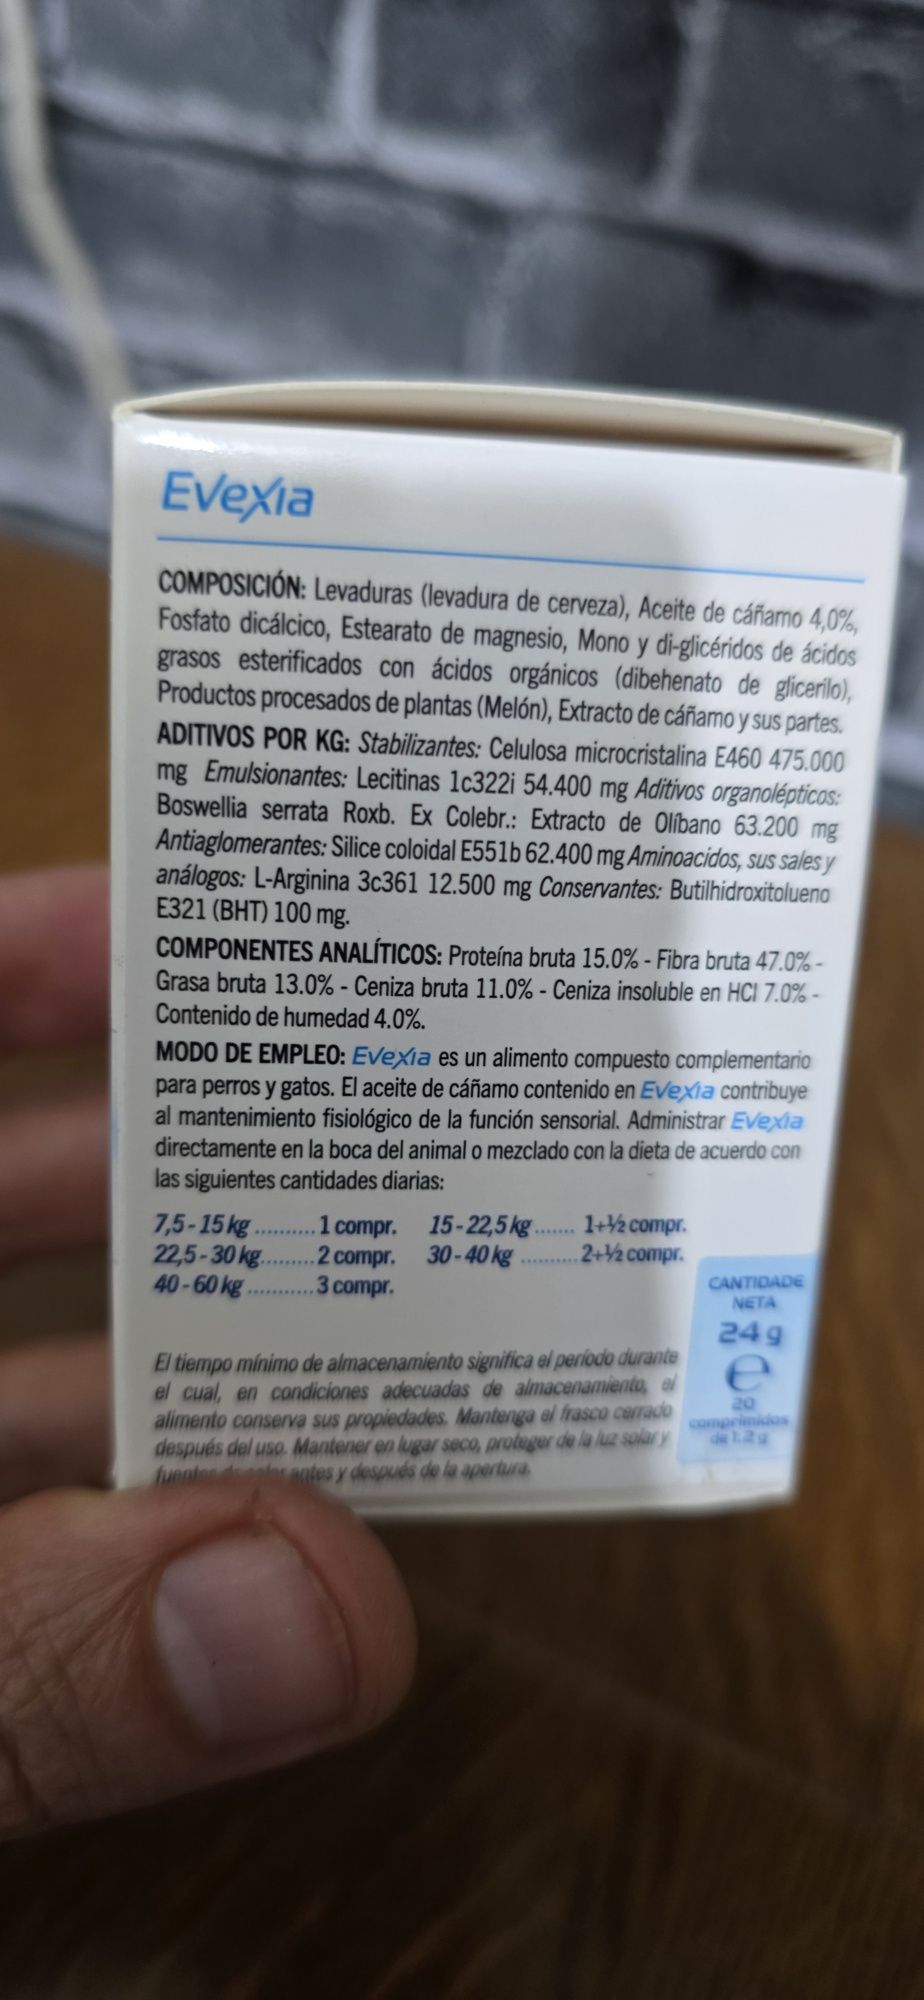 Evexia
COMPOSICIÓN: Levaduras (levadura de cerveza), Aceite de cáñamo 4,0%,
Fosfato dicálcico, Estearato de magnesio, Mono y di-glicéridos de ácidos
grasos esterificados con ácidos orgánicos (dibehenato de glicerilo),
Productos procesados de plantas (Melón), Extracto de cáñamo y sus partes.
ADITIVOS POR KG: Stabilizantes: Celulosa microcristalina E460 475.000
mg Emulsionantes: Lecitinas 1c322i 54.400 mg Aditivos organolépticos:
Boswellia serrata Roxb. Ex Colebr.: Extracto de Olíbano 63.200 mg
Antiaglomerantes: Silice coloidal E551b 62.400 mg Aminoacidos, sus sales y
análogos: L-Arginina 3c361 12.500 mg Conservantes: Butilhidroxitolueno
E321 (BHT) 100 mg.
COMPONENTES ANALÍTICOS: Proteína bruta 15.0% - Fibra bruta 47.0% -
Grasa bruta 13.0% - Ceniza bruta 11.0% - Ceniza insoluble en HCI 7.0% -
Contenido de humedad 4.0%.
MODO DE EMPLEO: Evexia es un alimento compuesto complementario
para perros y gatos. El aceite de cáñamo contenido en Evexia contribuye
al mantenimiento fisiológico de la función sensorial. Administrar Evexia
directamente en la boca del animal o mezclado con la dieta de acuerdo con
las siguientes cantidades diarias:
7,5 - 15 kg ..........1 compr. 15 - 22,5 kg ....... 1+½ compr.
22,5 - 30 kg..........2 compr. 30 - 40 kg ..........2+½ compr.
40 - 60 kg ............3 compr.
CANTIDADE
NETA
24 g
e
20
comprimidos
de 1.2 g
El tiempo mínimo de almacenamiento significa el período durante
el cual, en condiciones adecuadas de almacenamiento, el
alimento conserva sus propiedades. Mantenga el frasco cerrado
después del uso. Mantener en lugar seco, proteger de la luz solar y
fuentes de calor antes y después de la apertura.